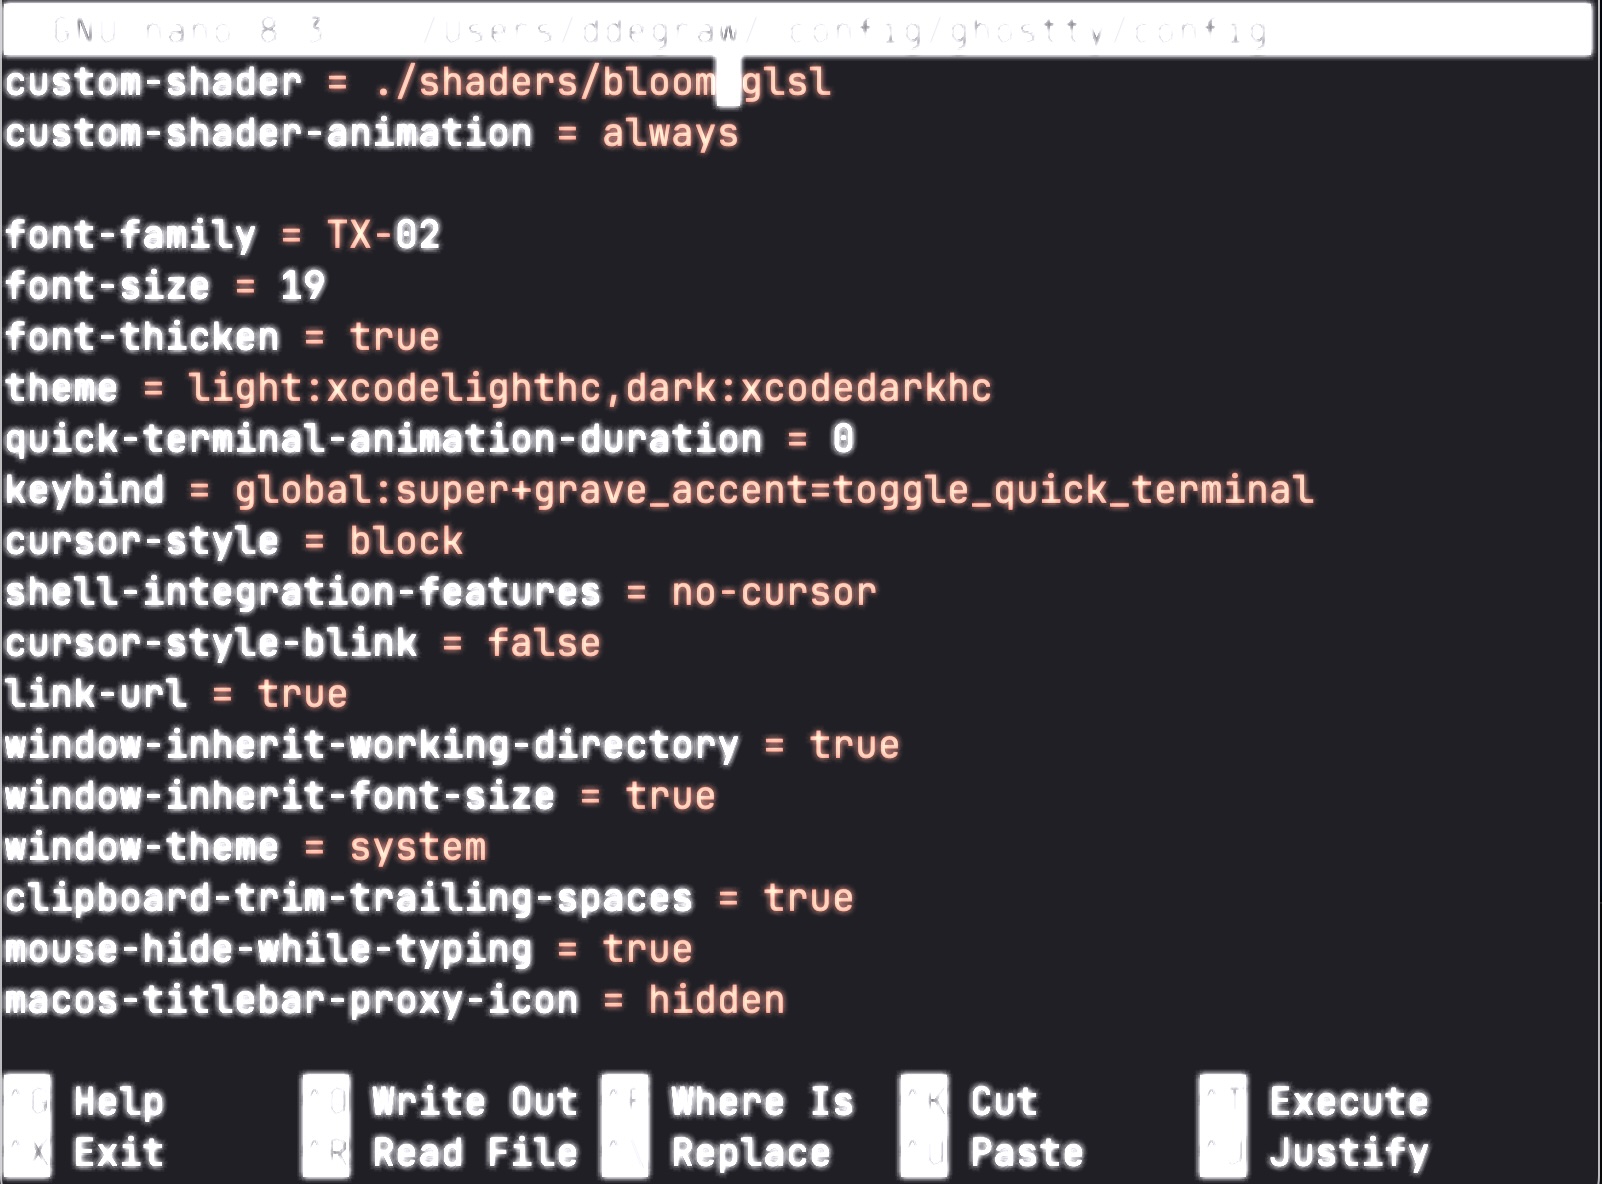 GNU nano 8.3 /Users/ddegraw/.config/ghostty/config
custom-shader = ./shaders/bloom.glsl
custom-shader-animation = always
font-family = TX-02
font-size = 19
font-thicken = true
theme = light:xcodelighthc,dark:xcodedarkhc
quick-terminal-animation-duration = 0
keybind = global:super+grave_accent=toggle_quick_terminal
cursor-style = block
shell-integration-features = no-cursor
cursor-style-blink = false
link-url = true
window-inherit-working-directory = true
window-inherit-font-size = true
window-theme = system
clipboard-trim-trailing-spaces = true
mouse-hide-while-typing = true
macos-titlebar-proxy-icon = hidden
^G Help ^O Write Out ^F Where Is ^K Cut ^T Execute
^X Exit ^R Read File ^\ Replace ^U Paste ^J Justify